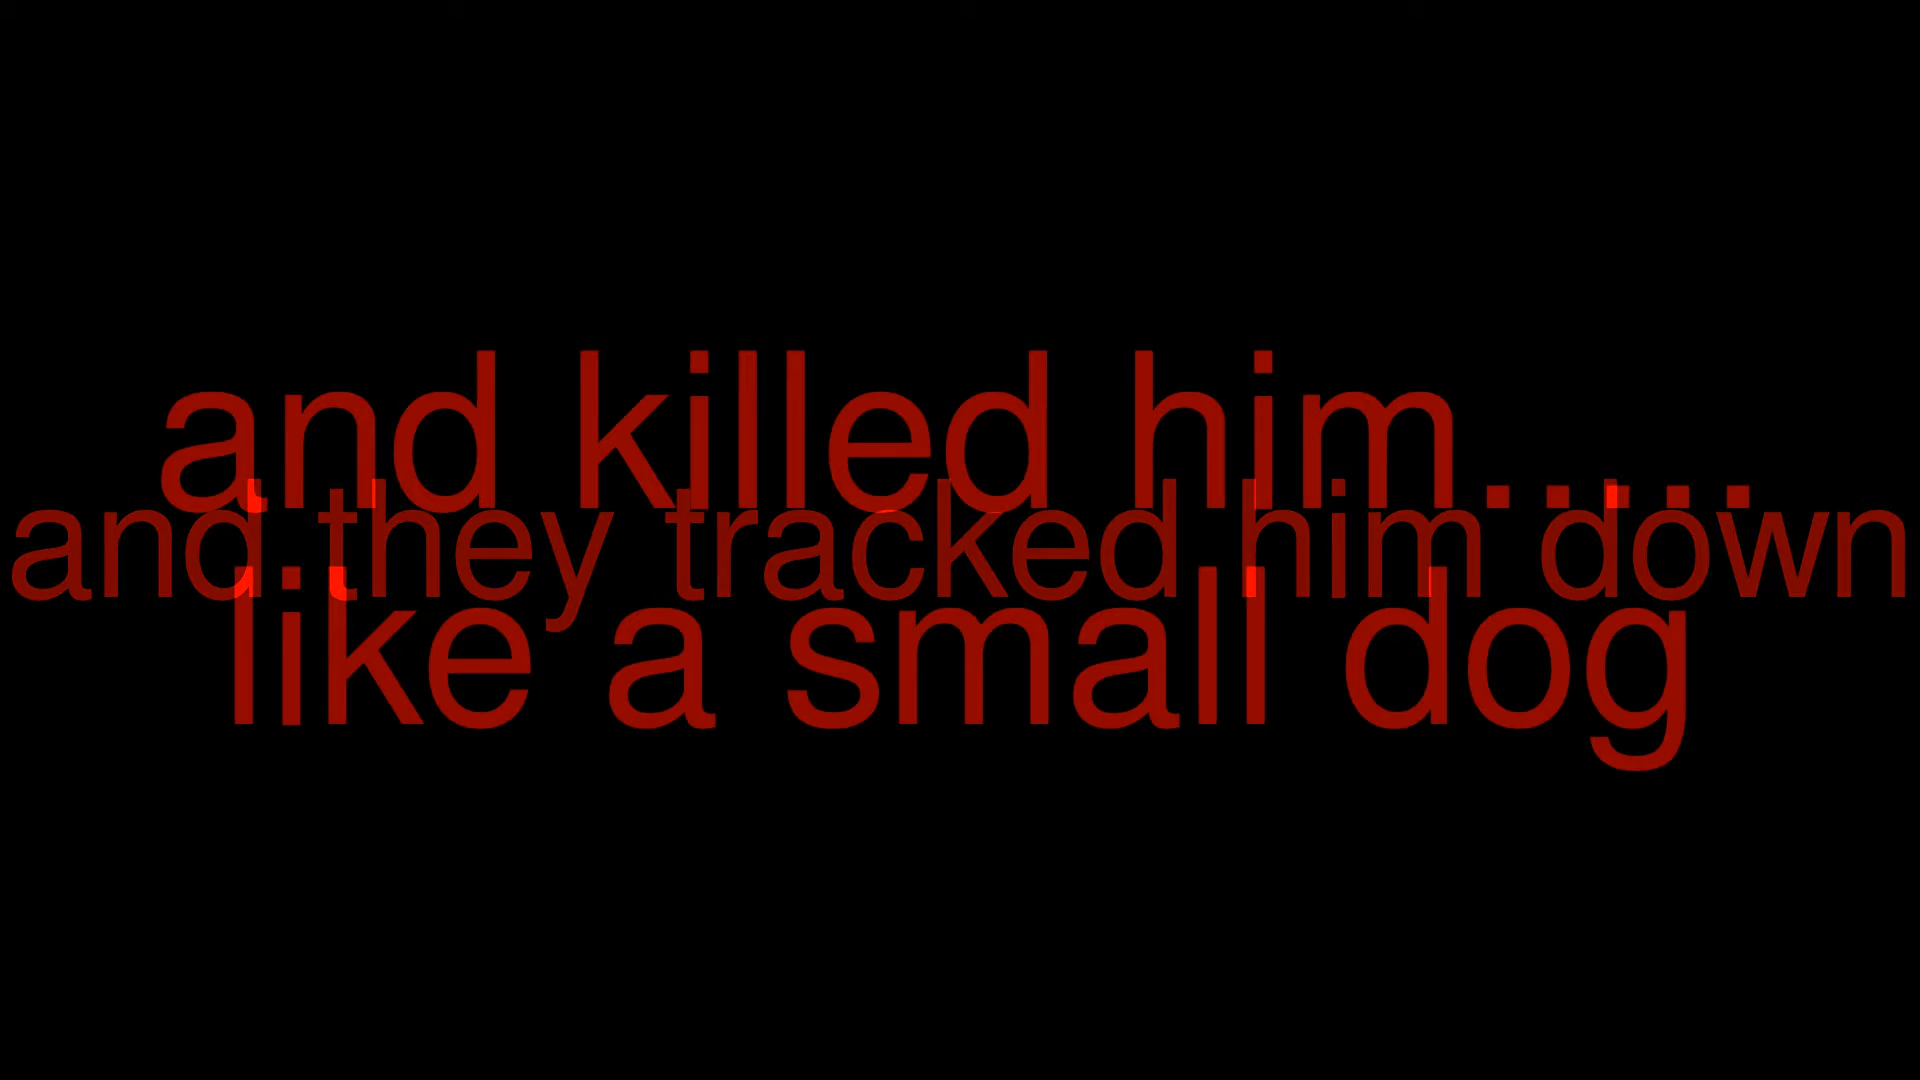 and killed him.....
and they tracked him down
like a small dog